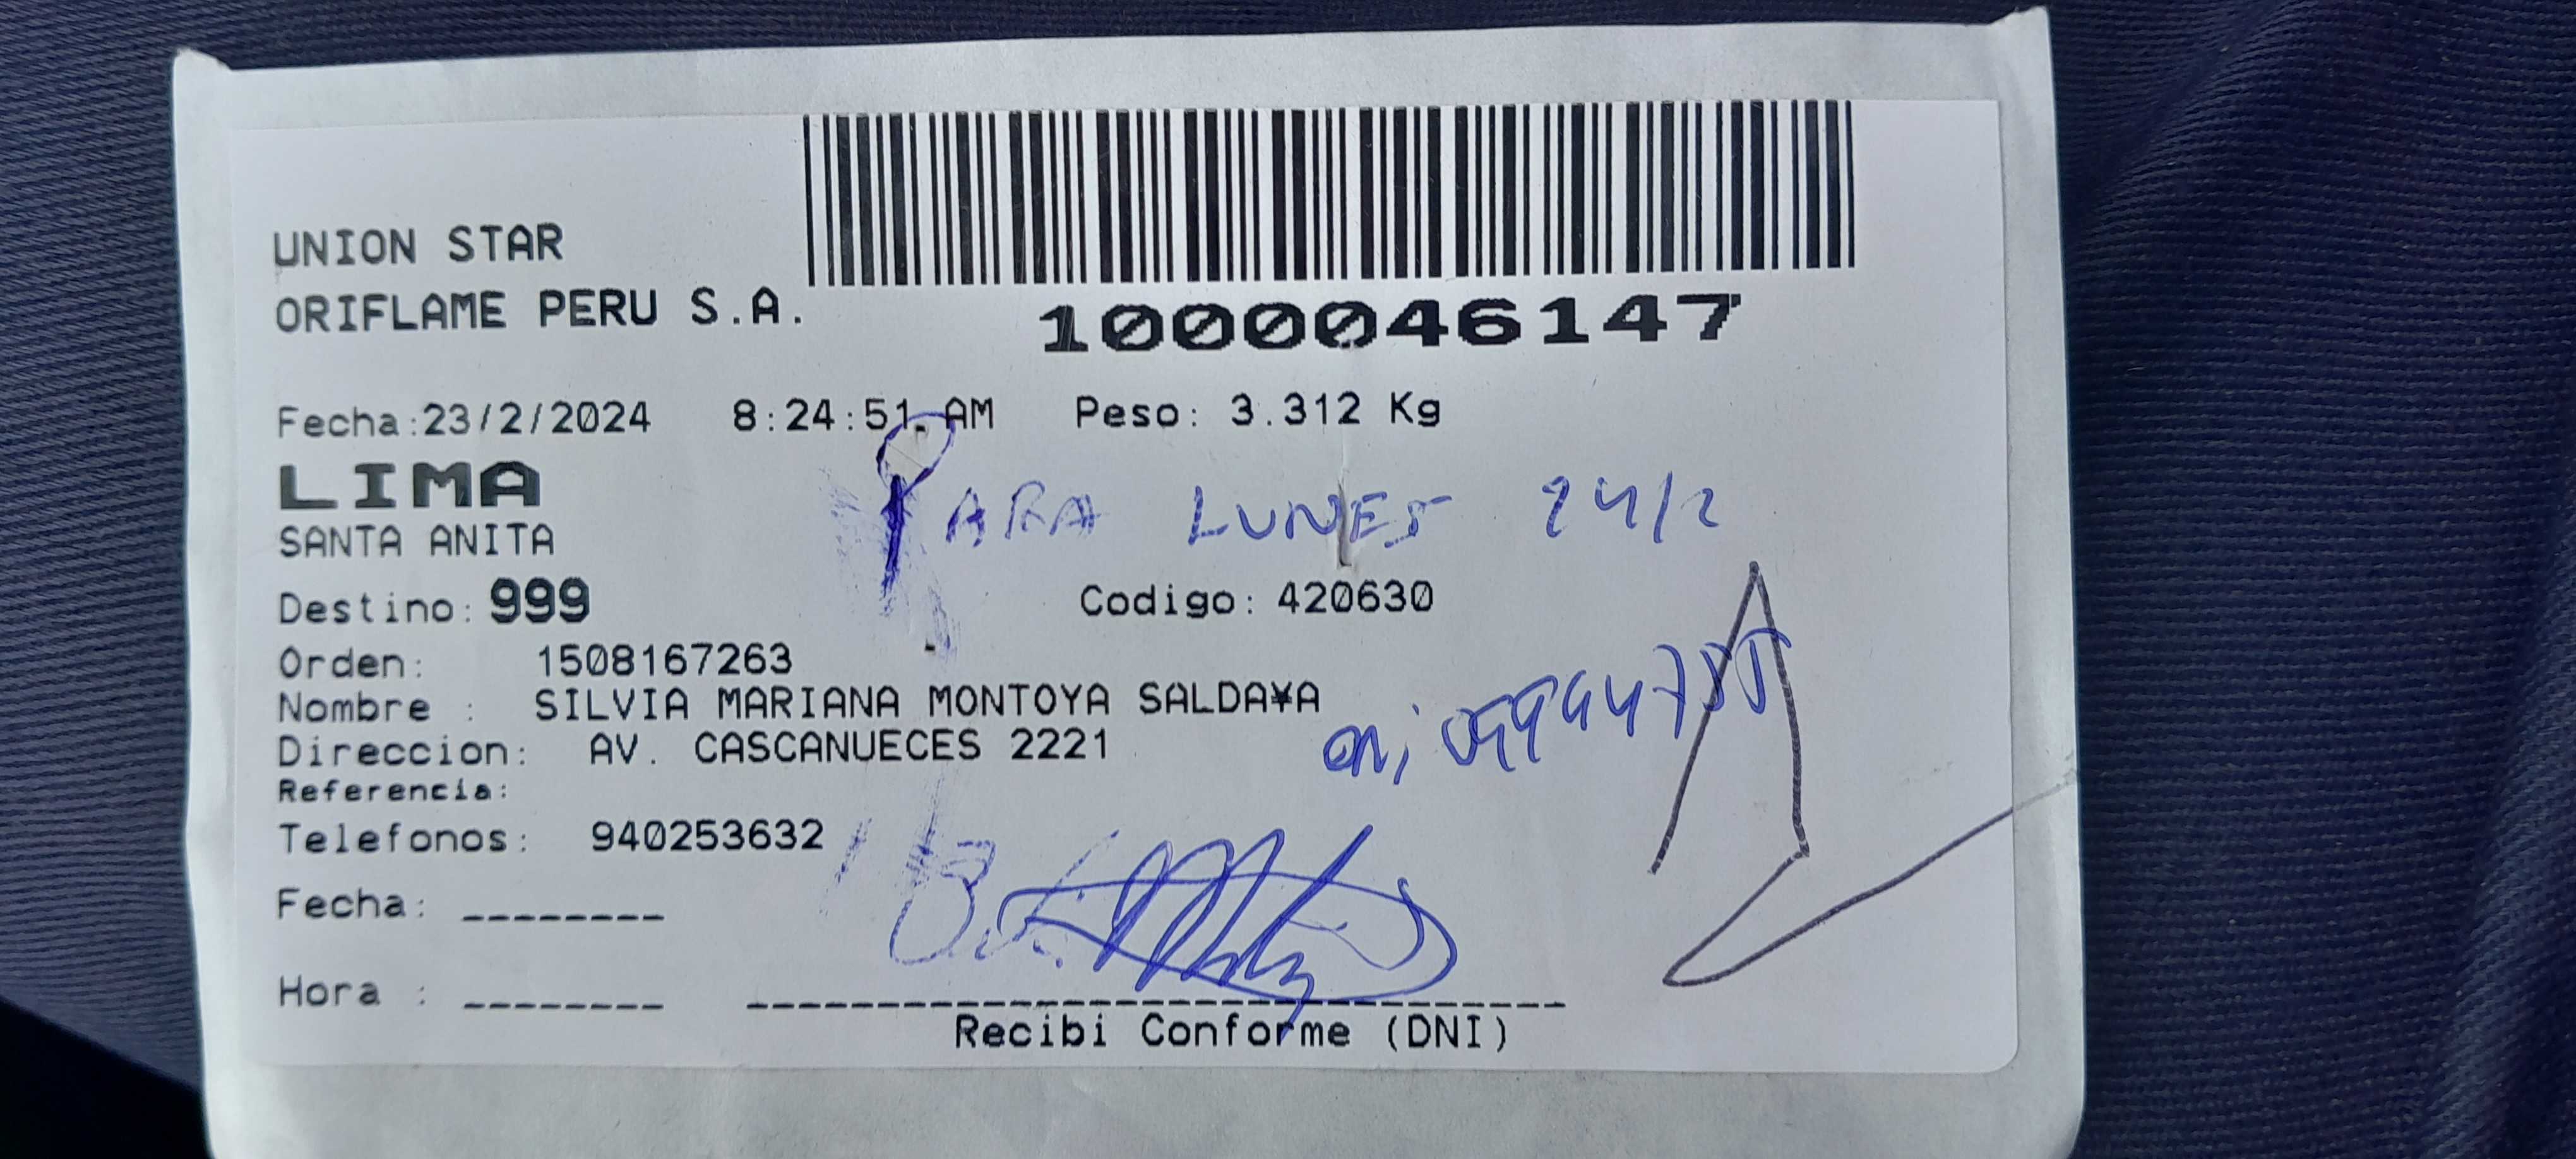 UNION STAR
ORIFLAME PERU S.A.
1000046147
Fecha:23/2/2024 8:24:51. AM Peso: 3.312 Kg
LIMA
PARA LUNES 24/2
SANTA ANITA
Destino: 999 Codigo: 420630
Orden: 1508167263
Nombre : SILVIA MARIANA MONTOYA SALDA¥A
Direccion: AV. CASCANUECES 2221
Referencia:
Telefonos: 940253632
Fecha: --------
Hora : --------
Recibi Conforme (DNI)